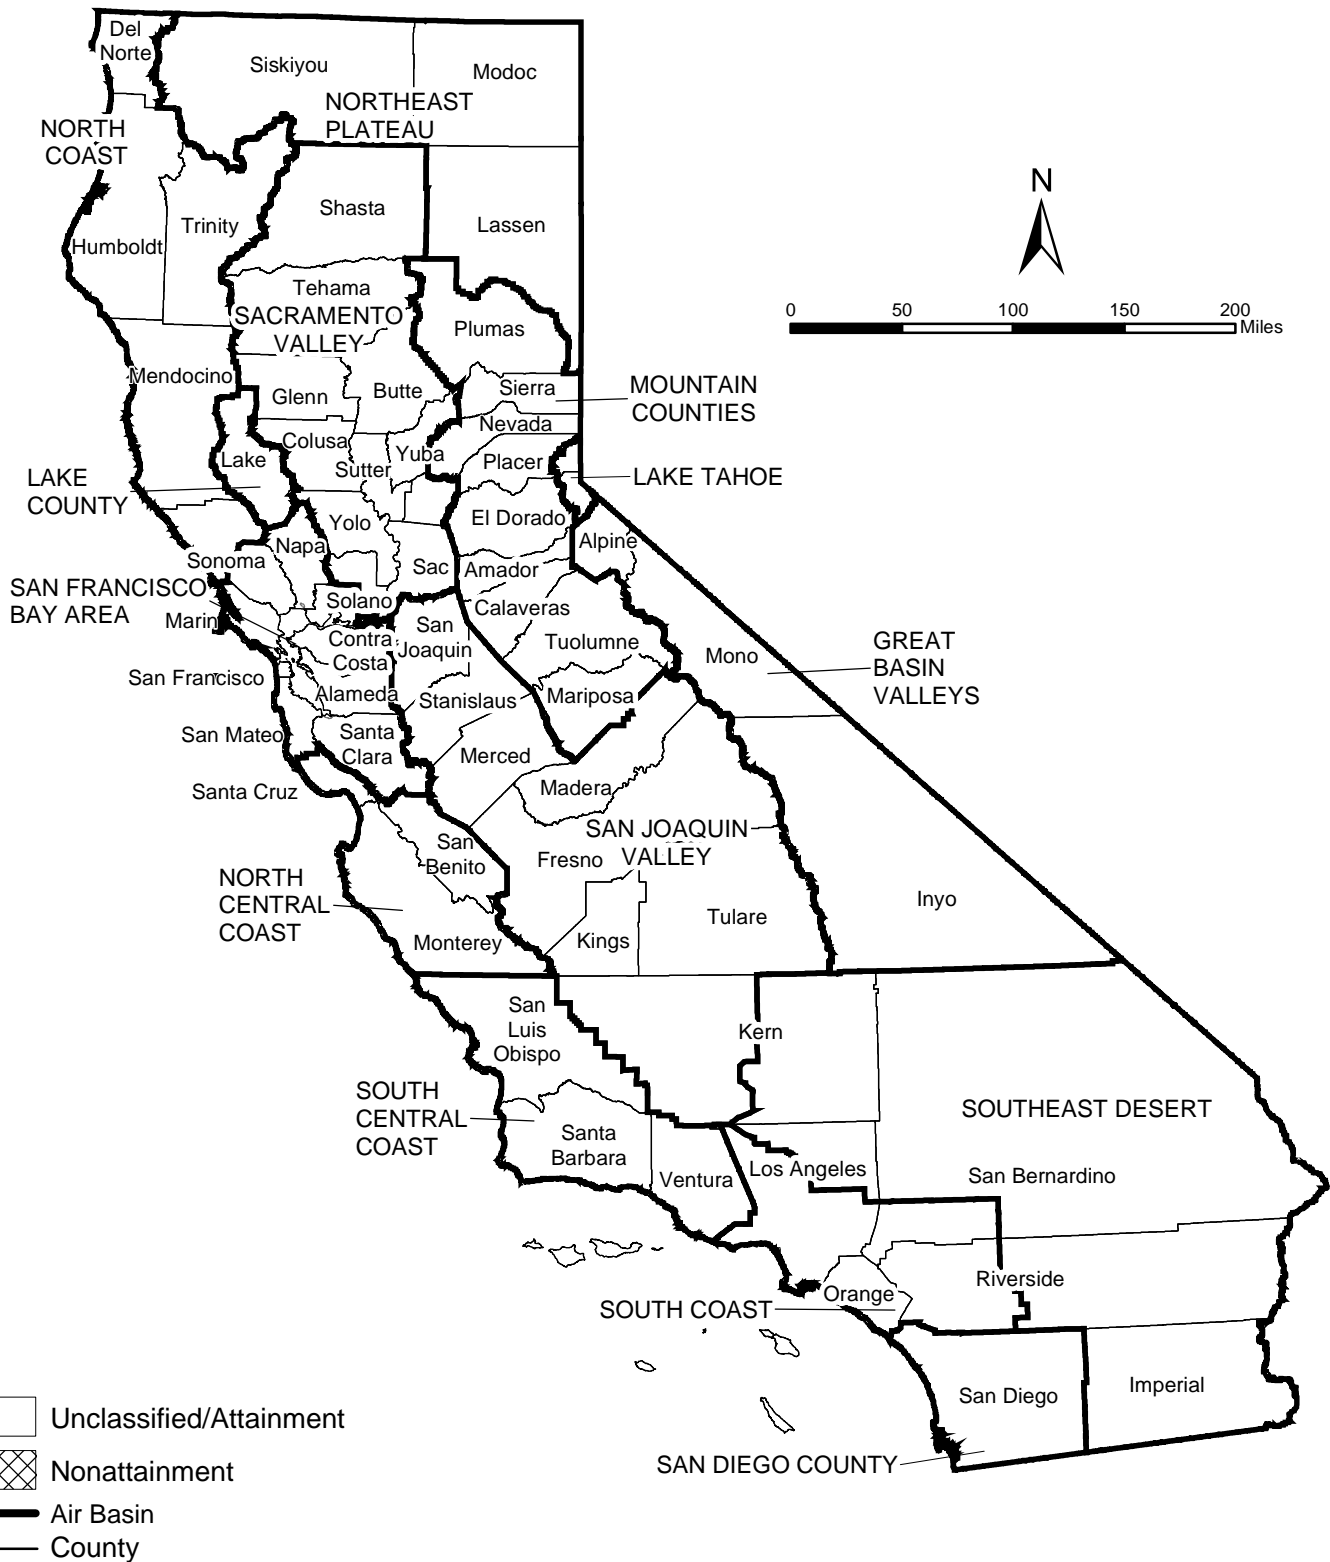 Del
Norte
Siskiyou
Modoc
NORTHEAST
PLATEAU
NORTH
COAST
Shasta
Trinity
Lassen
Humboldt
N
Tehama
SACRAMENTO
VALLEY
Plumas
0 50 100 150 200
Miles
Mendocino
Glenn
Butte
Sierra
MOUNTAIN
COUNTIES
Nevada
Colusa
Yuba
Lake
Sutter
Placer
LAKE TAHOE
LAKE
COUNTY
Yolo
El Dorado
Napa
Alpine
Sonoma
Sac
Amador
SAN FRANCISCO
BAY AREA
Solano
Marin
Calaveras
Contra
Costa
San
Joaquin
Tuolumne
Mono
GREAT
BASIN
VALLEYS
San Francisco
Alameda
Stanislaus
Mariposa
San Mateo
Santa
Clara
Merced
Santa Cruz
Madera
SAN JOAQUIN
VALLEY
San
Benito
Fresno
NORTH
CENTRAL
COAST
Inyo
Tulare
Monterey
Kings
San
Luis
Obispo
Kern
SOUTH
CENTRAL
COAST
SOUTHEAST DESERT
Santa
Barbara
Ventura
Los Angeles
San Bernardino
Riverside
Orange
SOUTH COAST
San Diego
Imperial
SAN DIEGO COUNTY
Unclassified/Attainment
Nonattainment
Air Basin
County